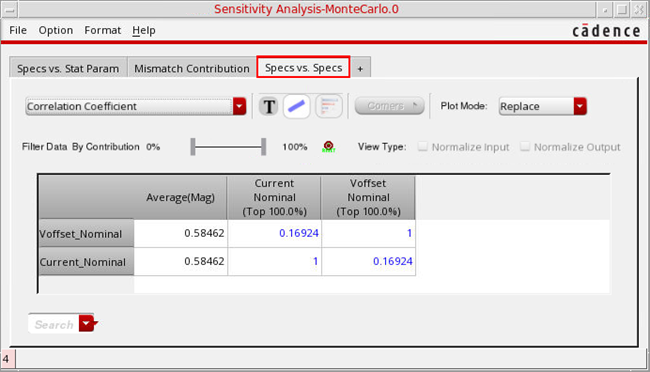 Sensitivity Analysis-MonteCarlo.0
File Option Format Help cādence
Specs vs. Stat Param Mismatch Contribution Specs vs. Specs +
Correlation Coefficient T Corners Plot Mode: Replace
Filter Data By Contribution 0% 100% View Type: Normalize Input Normalize Output
Average(Mag) Current Nominal (Top 100.0%) Voffset Nominal (Top 100.0%)
Voffset_Nominal 0.58462 0.16924 1
Current_Nominal 0.58462 1 0.16924
Search
4